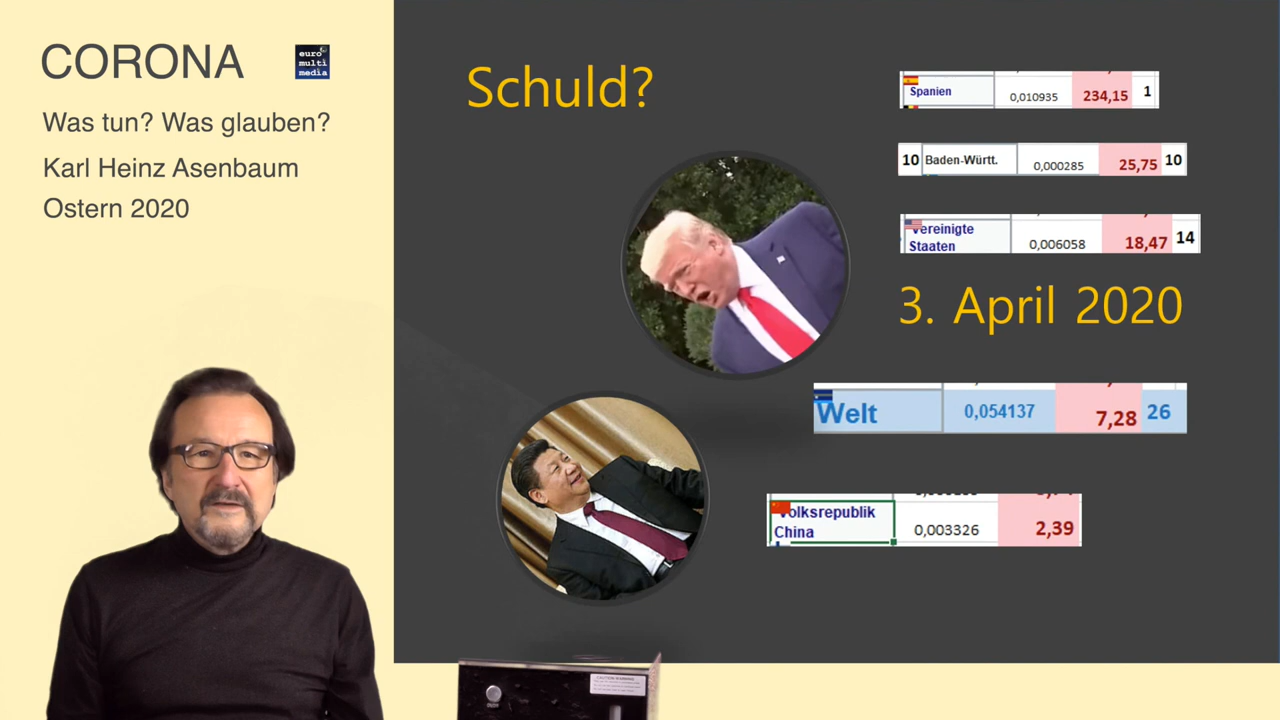 CORONA
euro
multi
media
Was tun? Was glauben?
Karl Heinz Asenbaum
Ostern 2020
Schuld?
Spanien 0,010935 234,15 1
10 Baden-Württ. 0,000285 25,75 10
Vereinigte
Staaten 0,006058 18,47 14
3. April 2020
Welt 0,054137 7,28 26
Volksrepublik
China 0,003326 2,39